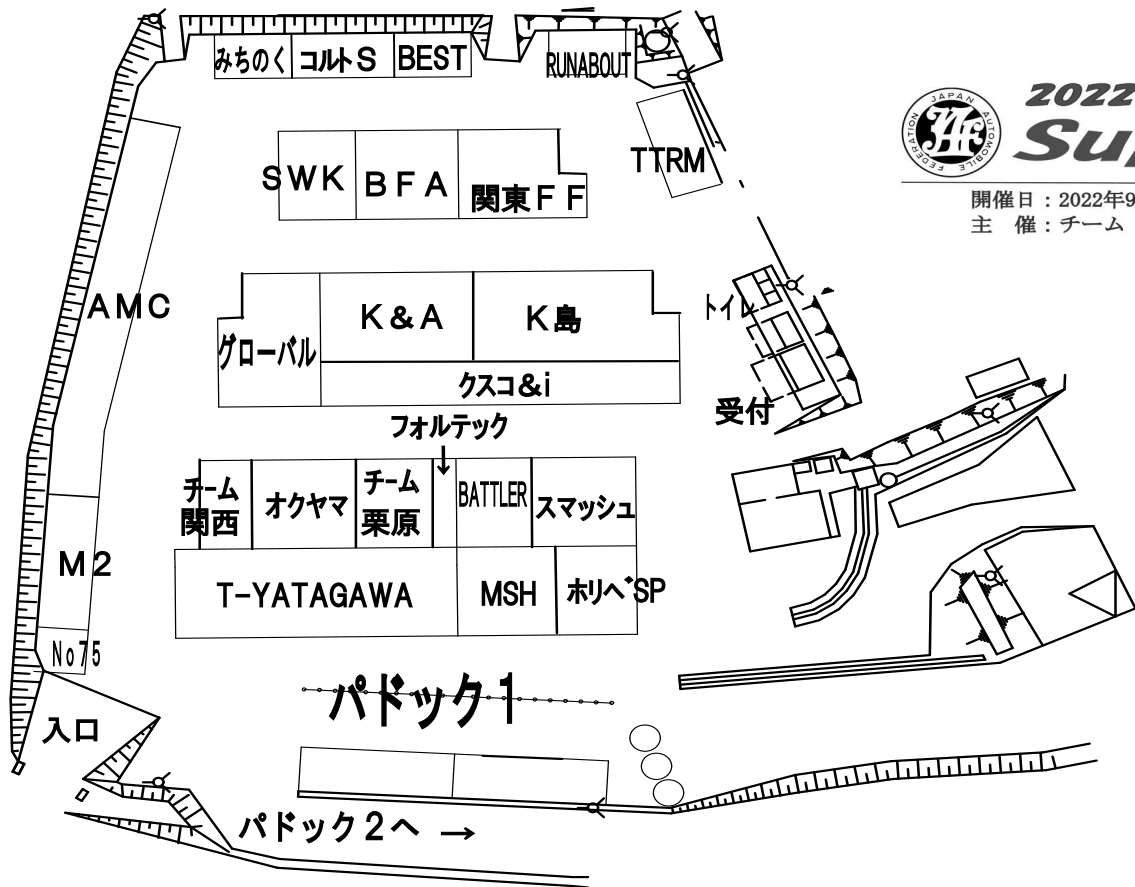 みちのく
コルトS
BEST
RUNABOUT
JAPAN AUTOMOBILE FEDERATION
JAF
2022
Sup
開催日：2022年9
主　催：チーム
SWK
BFA
関東FF
TTRM
AMC
グローバル
K&A
K島
クスコ&i
トイレ
受付
フォルテック
↓
チーム
関西
オクヤマ
チーム
栗原
BATTLER
スマッシュ
M2
T-YATAGAWA
MSH
ホリベSP
No75
パドック1
入口
パドック2へ →